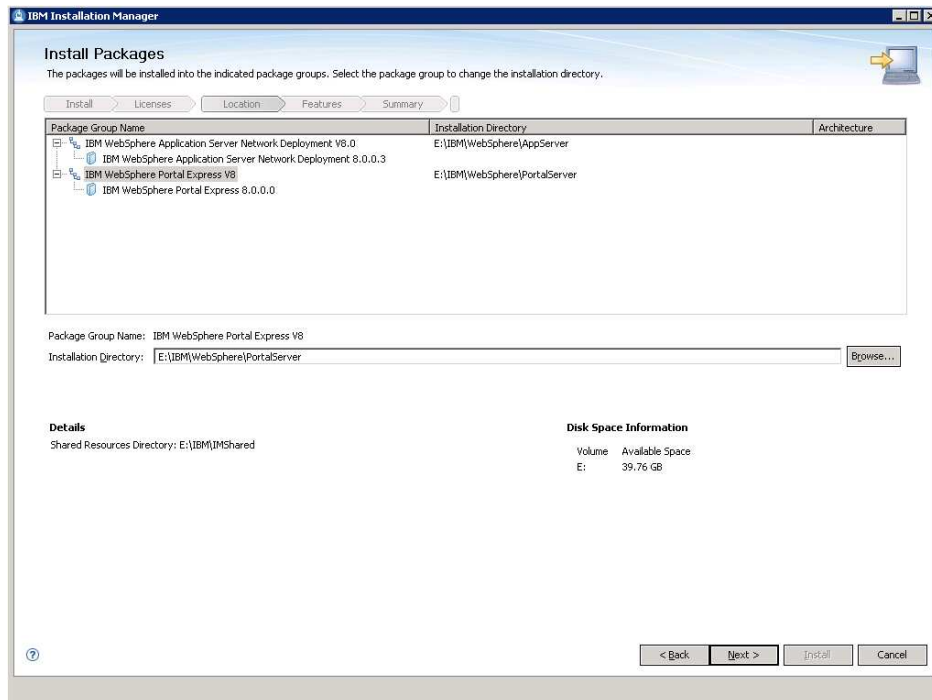 IBM Installation Manager
Install Packages
The packages will be installed into the indicated package groups. Select the package group to change the installation directory.
Install Licenses Location Features Summary
Package Group Name Installation Directory Architecture
IBM WebSphere Application Server Network Deployment V8.0 E:\IBM\WebSphere\AppServer
IBM WebSphere Application Server Network Deployment 8.0.0.3
IBM WebSphere Portal Express V8 E:\IBM\WebSphere\PortalServer
IBM WebSphere Portal Express 8.0.0.0
Package Group Name: IBM WebSphere Portal Express V8
Installation Directory: E:\IBM\WebSphere\PortalServer Browse...
Details Disk Space Information
Shared Resources Directory: E:\IBM\IMShared
Volume Available Space
E: 39.76 GB
? < Back Next > Install Cancel